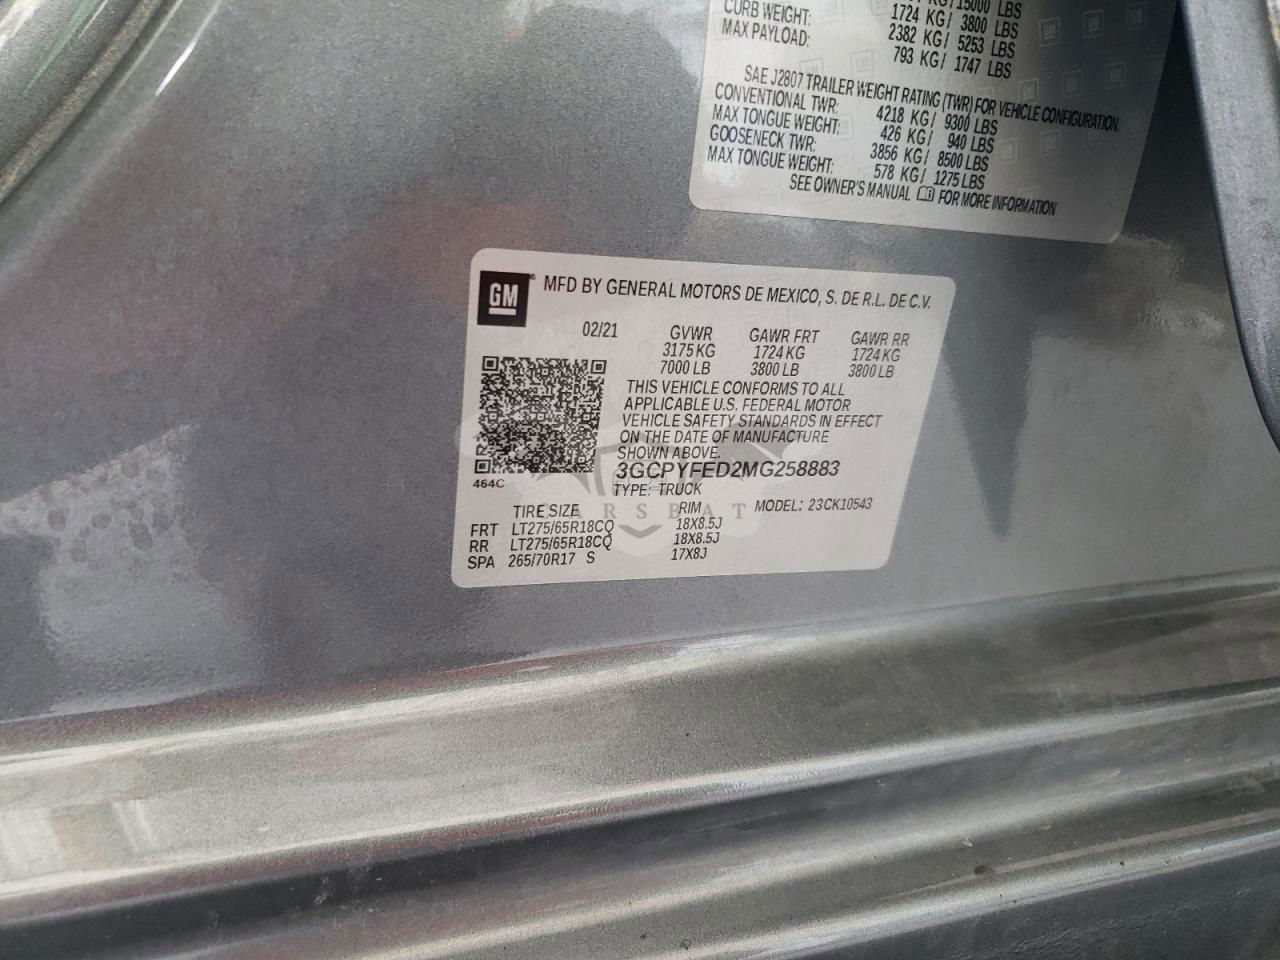 KG/15000 LBS
CURB WEIGHT: 1724 KG/ 3800 LBS
MAX PAYLOAD: 2382 KG/ 5253 LBS
793 KG/ 1747 LBS
SAE J2807 TRAILER WEIGHT RATING (TWR) FOR VEHICLE CONFIGURATION.
CONVENTIONAL TWR: 4218 KG/ 9300 LBS
MAX TONGUE WEIGHT: 426 KG/ 940 LBS
GOOSENECK TWR: 3856 KG/ 8500 LBS
MAX TONGUE WEIGHT: 578 KG/ 1275 LBS
SEE OWNER'S MANUAL FOR MORE INFORMATION
GM ® MFD BY GENERAL MOTORS DE MEXICO, S. DE R.L. DE C.V.
02/21 GVWR GAWR FRT GAWR RR
3175 KG 1724 KG 1724 KG
7000 LB 3800 LB 3800 LB
THIS VEHICLE CONFORMS TO ALL
APPLICABLE U.S. FEDERAL MOTOR
VEHICLE SAFETY STANDARDS IN EFFECT
ON THE DATE OF MANUFACTURE
SHOWN ABOVE.
3GCPYFED2MG258883
464C
TYPE: TRUCK
TIRE SIZE RIM MODEL: 23CK10543
CARSBAT
FRT LT275/65R18CQ 18X8.5J
RR LT275/65R18CQ 18X8.5J
SPA 265/70R17 S 17X8J